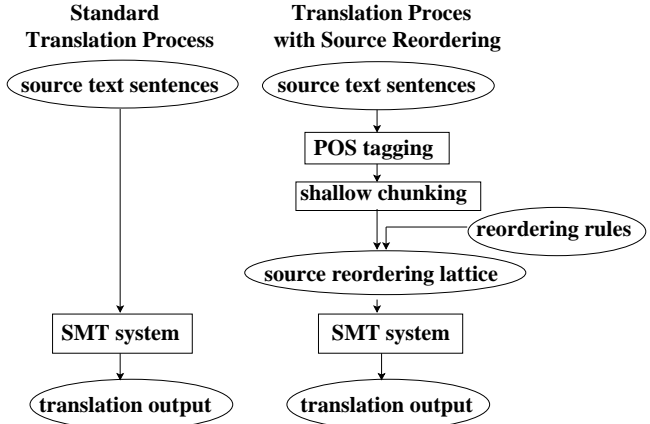 Standard
Translation Process
source text sentences
SMT system
translation output
Translation Proces
with Source Reordering
source text sentences
POS tagging
shallow chunking
reordering rules
source reordering lattice
SMT system
translation output